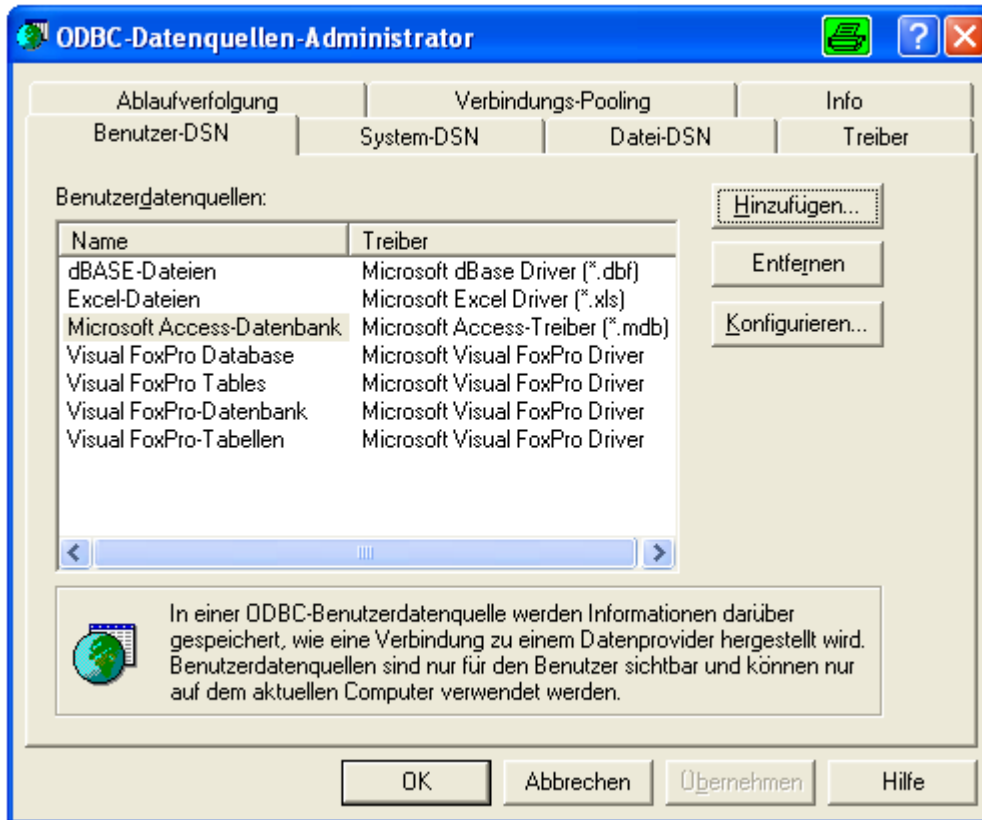 ODBC-Datenquellen-Administrator
Ablaufverfolgung Verbindungs-Pooling Info
Benutzer-DSN System-DSN Datei-DSN Treiber
Benutzerdatenquellen:
Hinzufügen...
Name Treiber
dBASE-Dateien Microsoft dBase Driver (*.dbf)
Entfernen
Excel-Dateien Microsoft Excel Driver (*.xls)
Microsoft Access-Datenbank Microsoft Access-Treiber (*.mdb)
Konfigurieren...
Visual FoxPro Database Microsoft Visual FoxPro Driver
Visual FoxPro Tables Microsoft Visual FoxPro Driver
Visual FoxPro-Datenbank Microsoft Visual FoxPro Driver
Visual FoxPro-Tabellen Microsoft Visual FoxPro Driver
In einer ODBC-Benutzerdatenquelle werden Informationen darüber
gespeichert, wie eine Verbindung zu einem Datenprovider hergestellt wird.
Benutzerdatenquellen sind nur für den Benutzer sichtbar und können nur
auf dem aktuellen Computer verwendet werden.
OK Abbrechen Übernehmen Hilfe